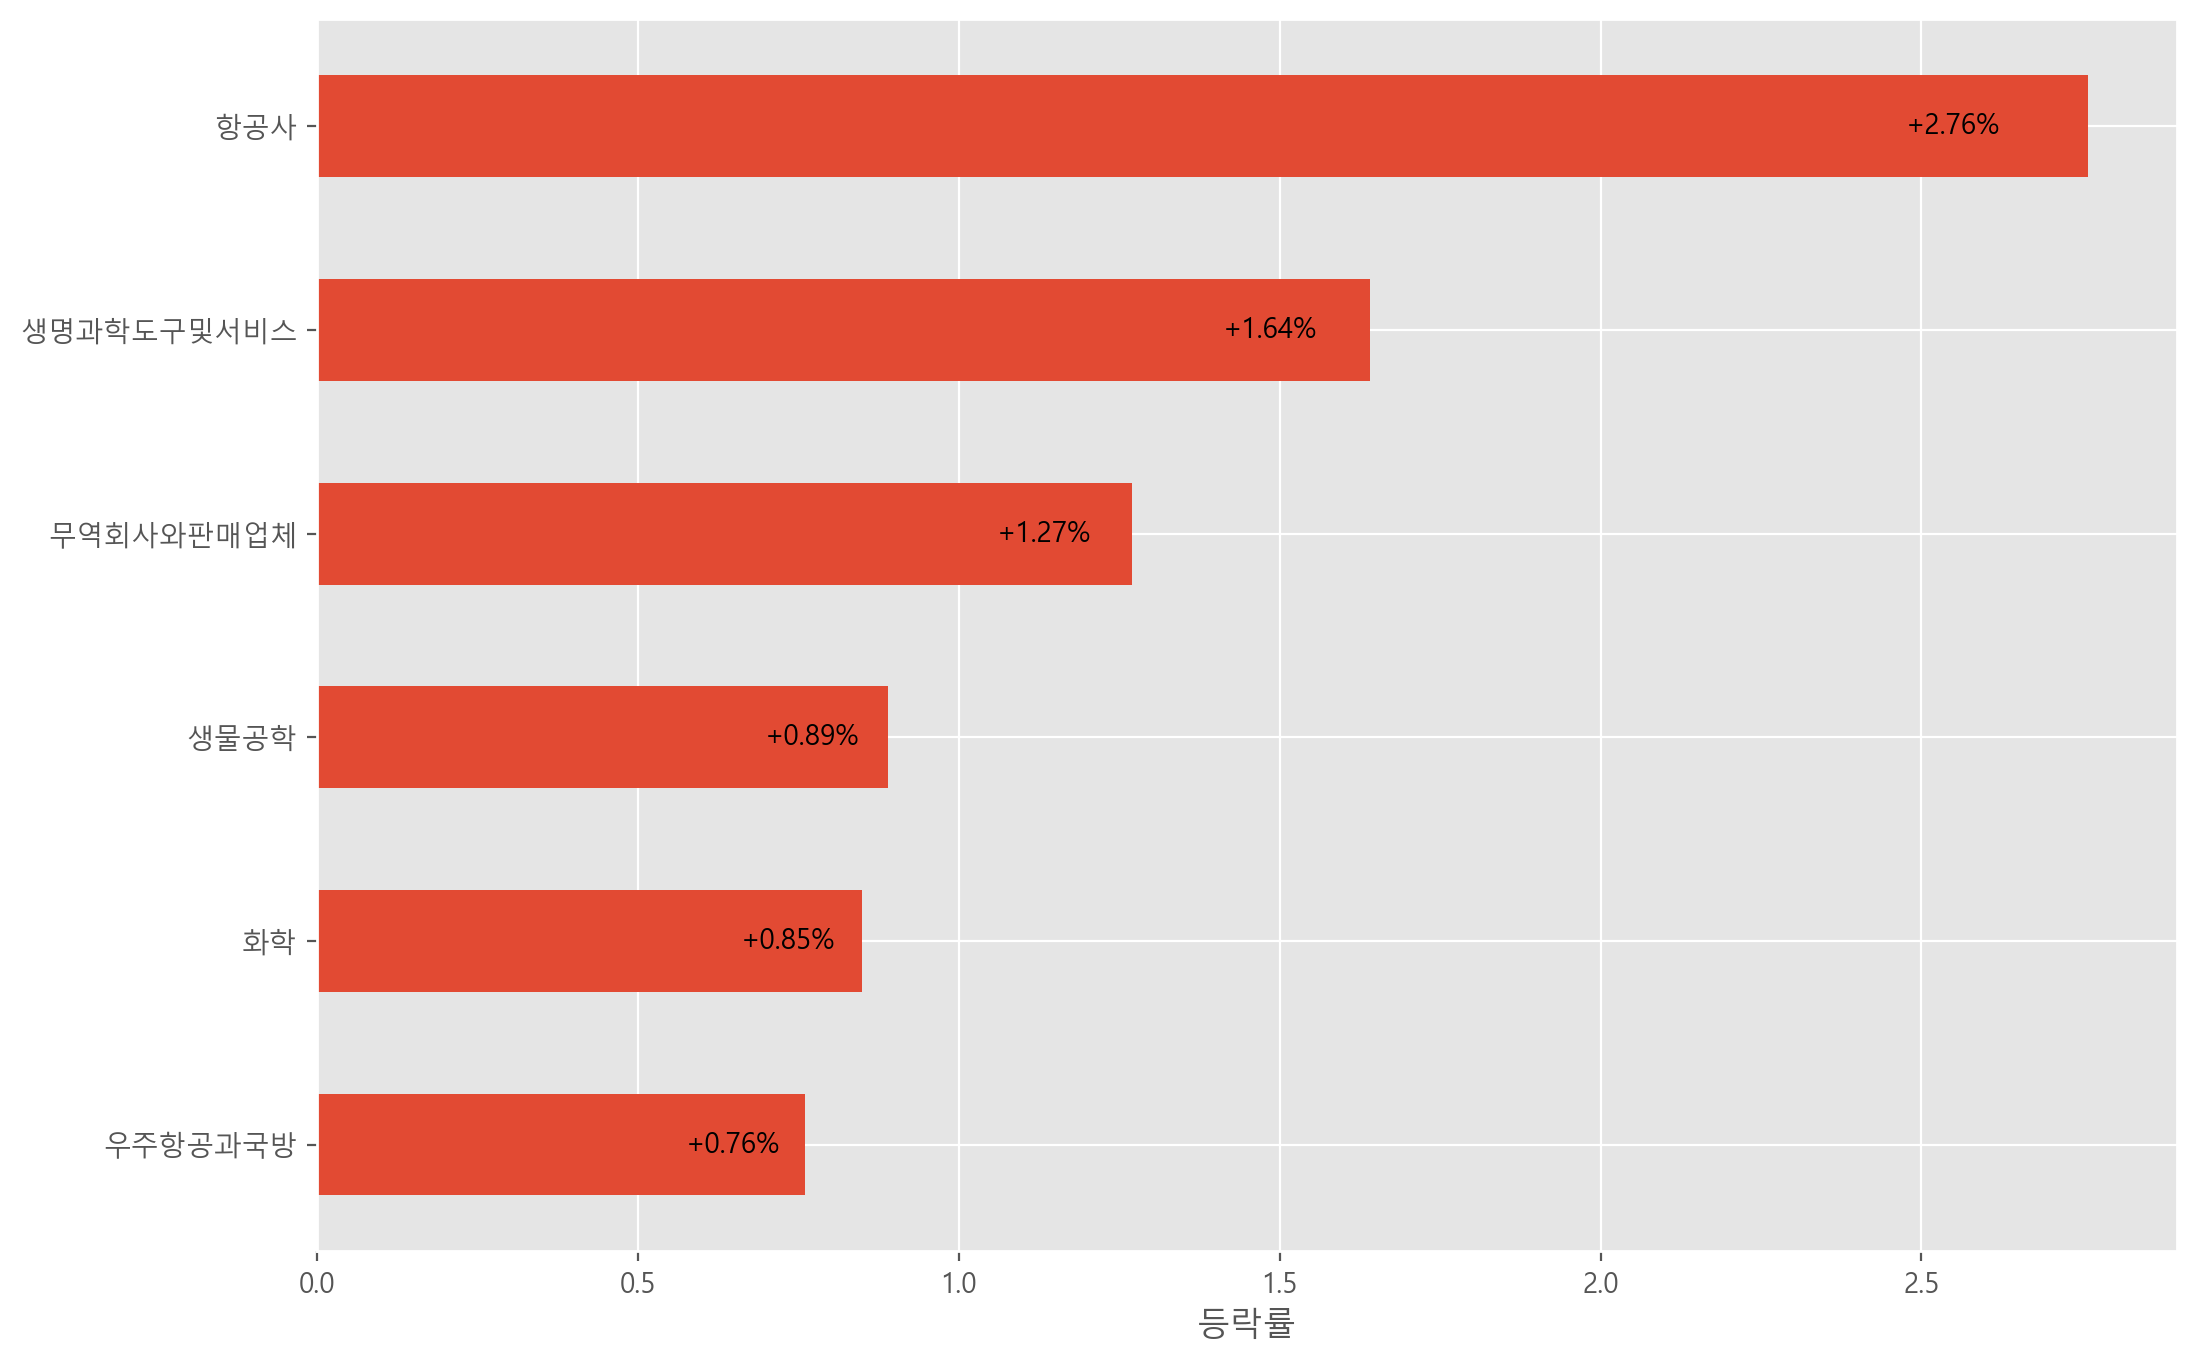 항공사
+2.76%
생명과학도구및서비스
+1.64%
무역회사와판매업체
+1.27%
생물공학
+0.89%
화학
+0.85%
우주항공과국방
+0.76%
0.0 0.5 1.0 1.5 2.0 2.5
등락률